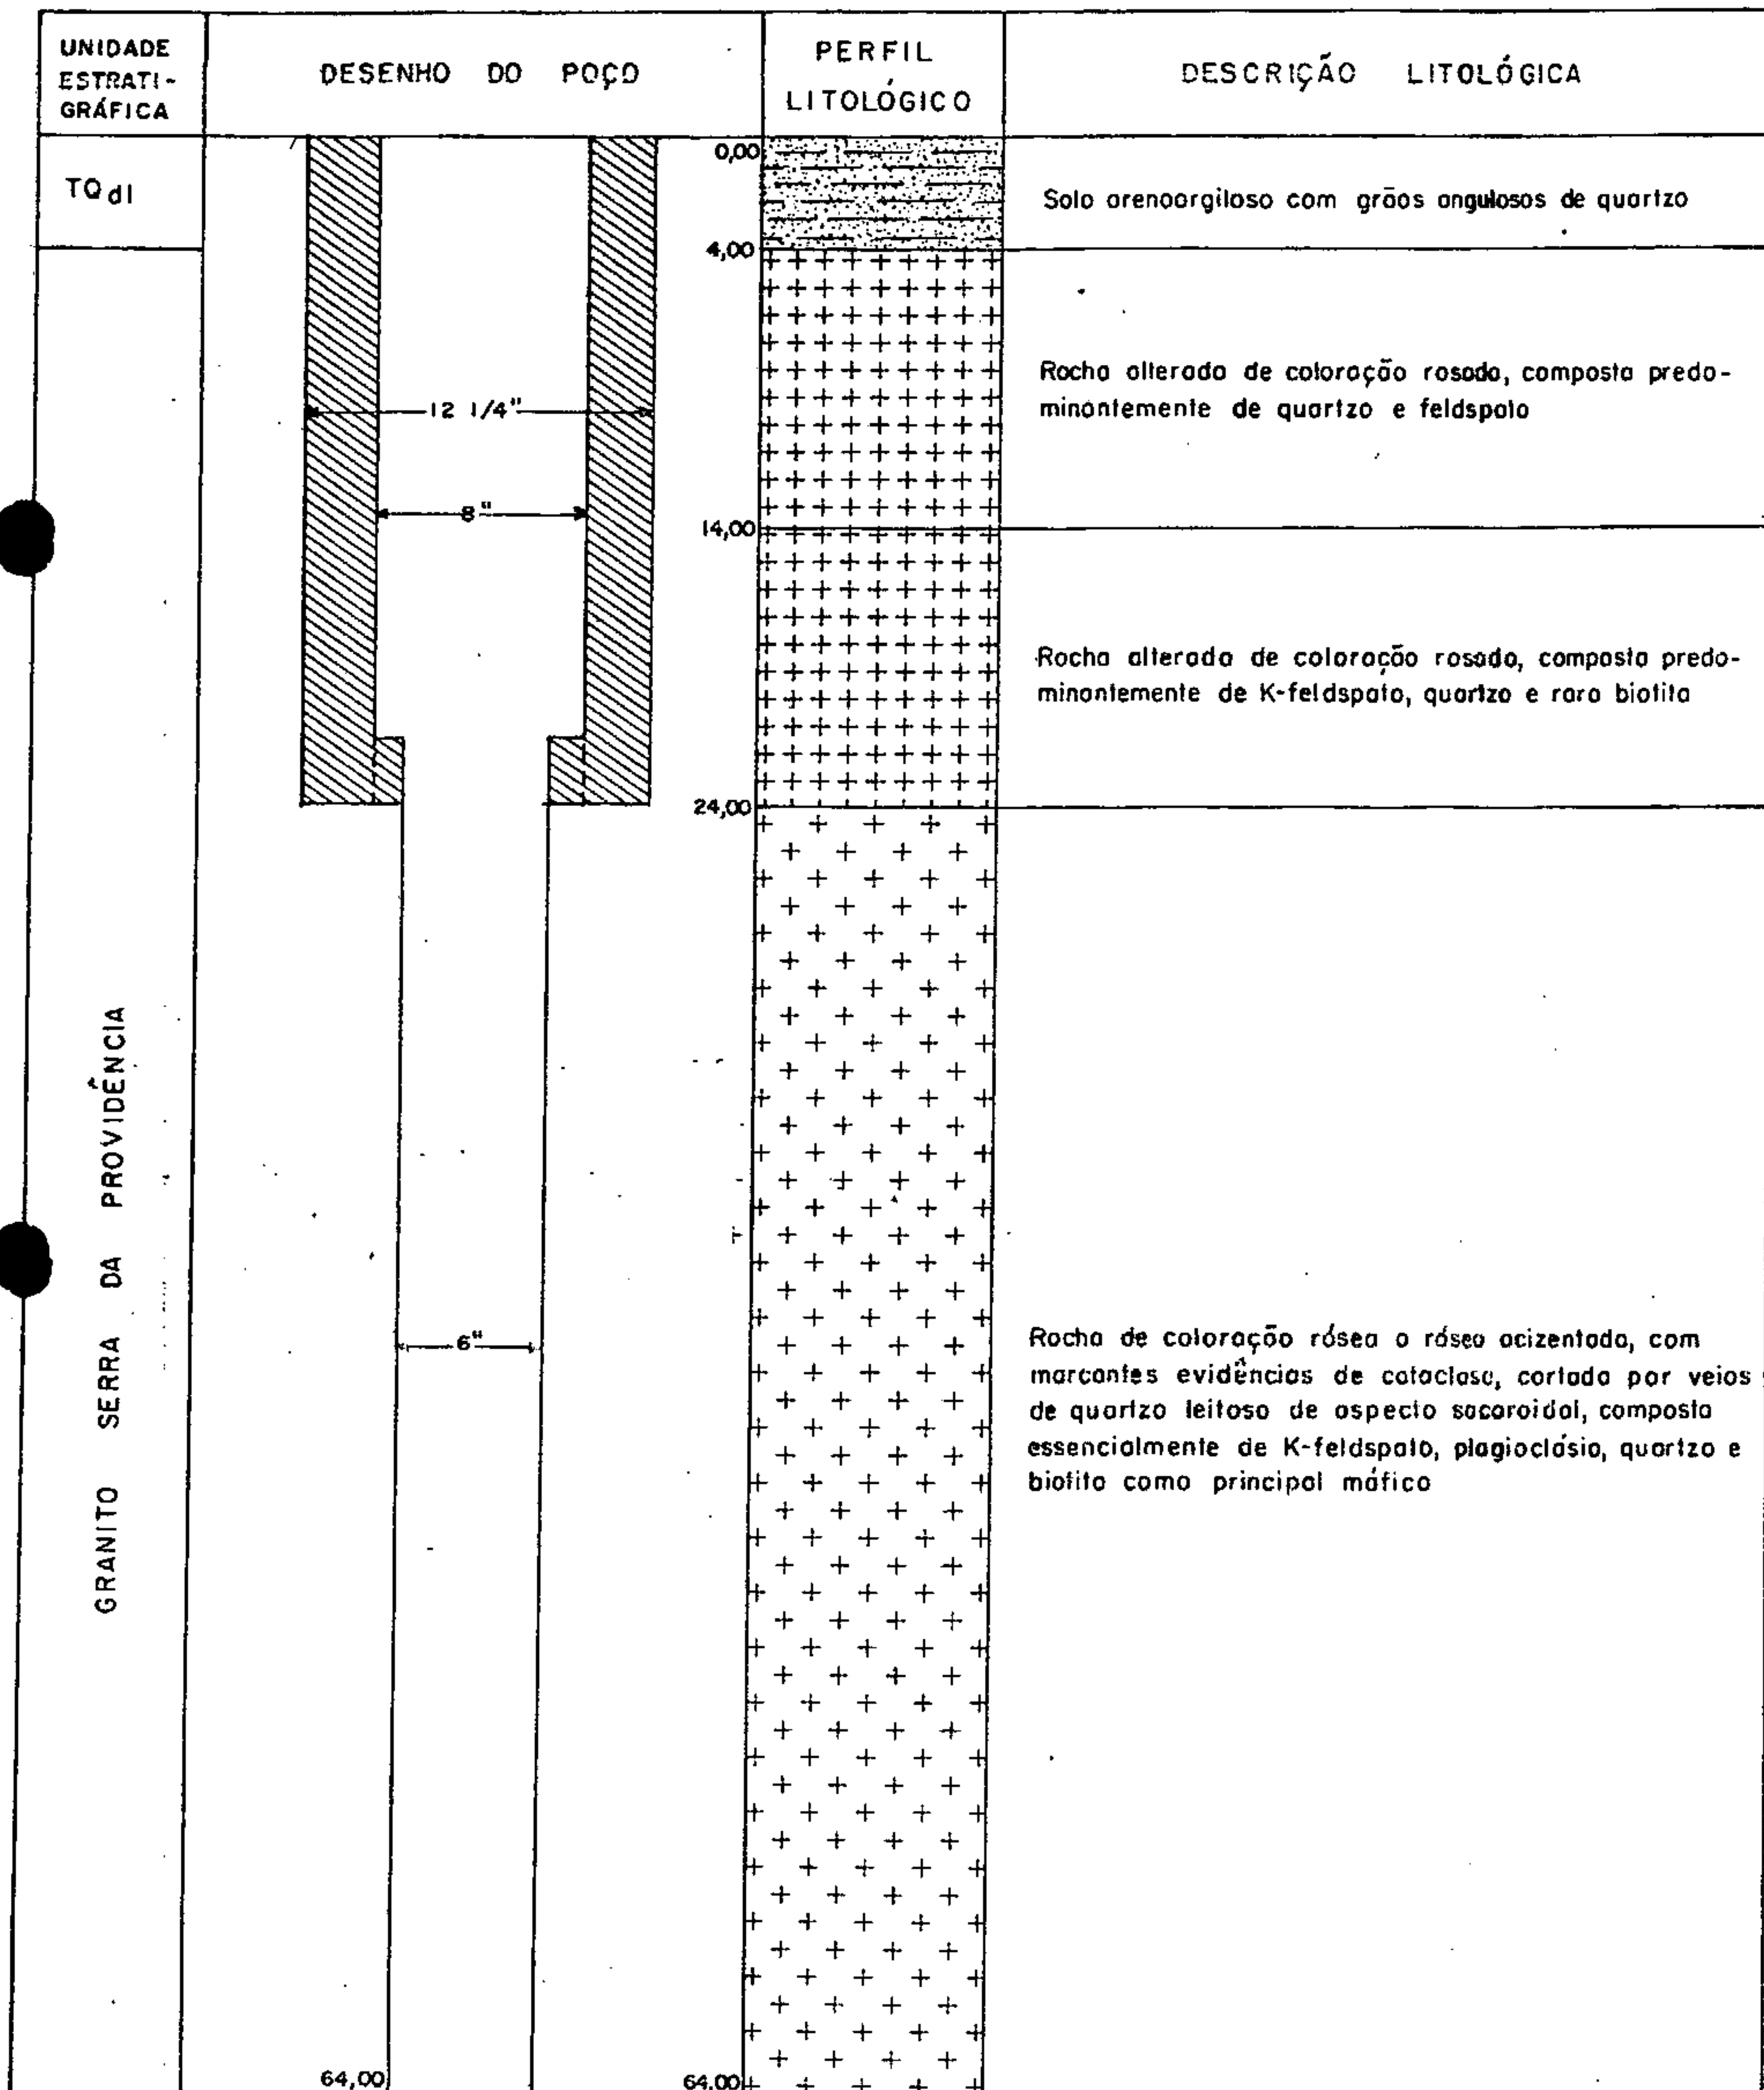 UNIDADE
ESTRATI-
GRÁFICA
DESENHO DO POÇO
PERFIL
LITOLÓGICO
DESCRIÇÃO LITOLÓGICA
TQdl
0,00
Solo arenoargiloso com grãos angulosos de quartzo
4,00
Rocha alterada de coloração rosada, composta predo-
minantemente de quartzo e feldspato
12 1/4"
8"
14,00
Rocha alterada de coloração rosada, composta predo-
minantemente de K-feldspato, quartzo e rara biotita
24,00
GRANITO SERRA DA PROVIDÊNCIA
6"
Rocha de coloração rósea a rósea acizentada, com
marcantes evidências de cataclase, cortada por veios
de quartzo leitoso de aspecto sacaroidal, composta
essencialmente de K-feldspato, plagioclásio, quartzo e
biotita como principal máfico
64,00
64,00